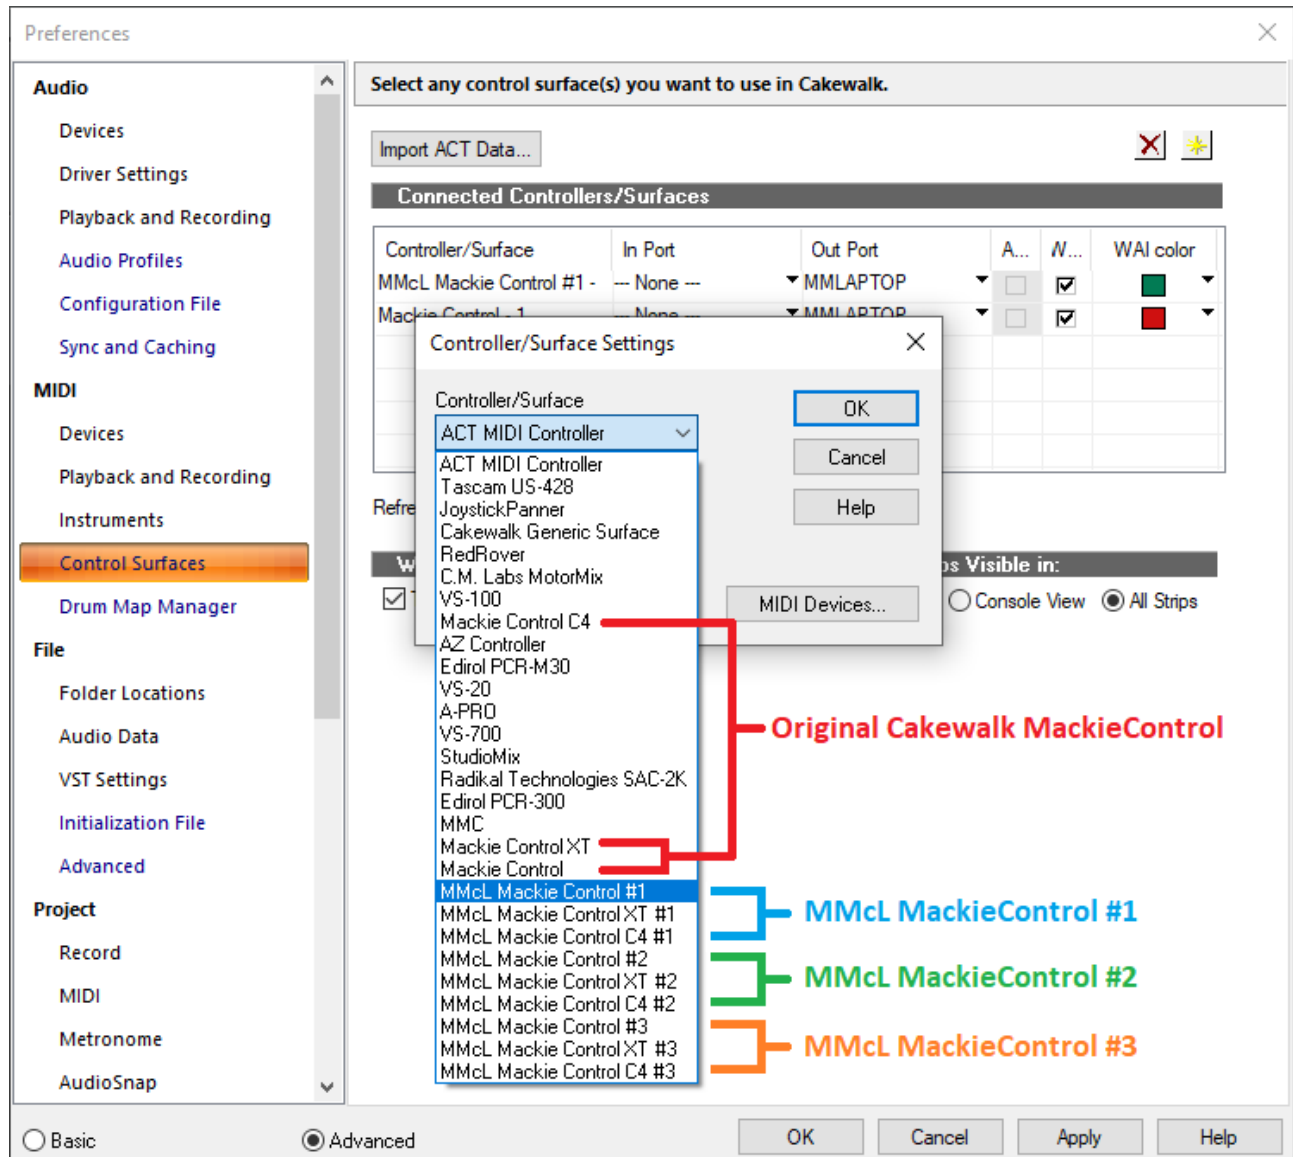 Preferences
Audio
Devices
Driver Settings
Playback and Recording
Audio Profiles
Configuration File
Sync and Caching
MIDI
Devices
Playback and Recording
Instruments
Control Surfaces
Drum Map Manager
File
Folder Locations
Audio Data
VST Settings
Initialization File
Advanced
Project
Record
MIDI
Metronome
AudioSnap
Basic
Advanced
Select any control surface(s) you want to use in Cakewalk.
Import ACT Data...
Connected Controllers/Surfaces
Controller/Surface In Port Out Port A... W... WAI color
MMcL Mackie Control #1 - --- None --- MMLAPTOP
Mackie Control - 1 --- None --- MMLAPTOP
Refre
W
os Visible in:
Console View All Strips
Controller/Surface Settings
Controller/Surface
ACT MIDI Controller
OK
Cancel
Help
MIDI Devices...
ACT MIDI Controller
Tascam US-428
JoystickPanner
Cakewalk Generic Surface
RedRover
C.M. Labs MotorMix
VS-100
Mackie Control C4
AZ Controller
Edirol PCR-M30
VS-20
A-PRO
VS-700
StudioMix
Radikal Technologies SAC-2K
Edirol PCR-300
MMC
Mackie Control XT
Mackie Control
MMcL Mackie Control #1
MMcL Mackie Control XT #1
MMcL Mackie Control C4 #1
MMcL Mackie Control #2
MMcL Mackie Control XT #2
MMcL Mackie Control C4 #2
MMcL Mackie Control #3
MMcL Mackie Control XT #3
MMcL Mackie Control C4 #3
Original Cakewalk MackieControl
MMcL MackieControl #1
MMcL MackieControl #2
MMcL MackieControl #3
OK
Cancel
Apply
Help